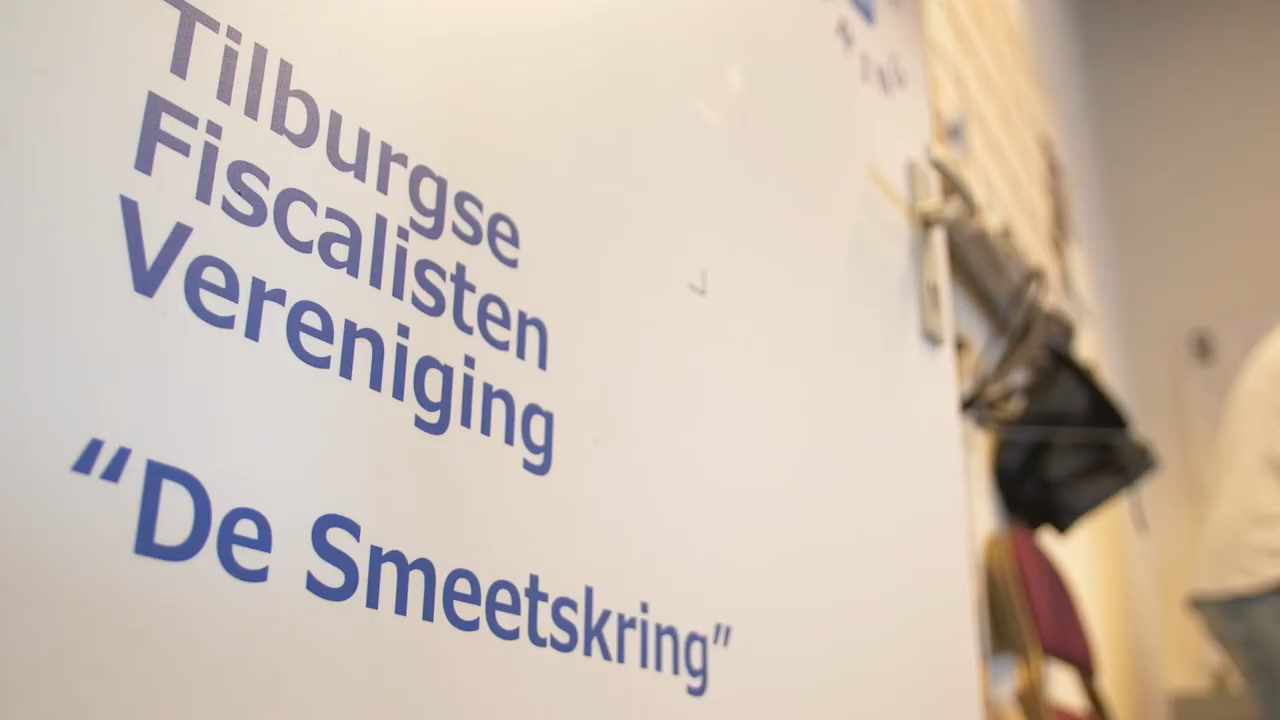 Tilburgse
Fiscalisten
Vereniging
“De Smeetskring”